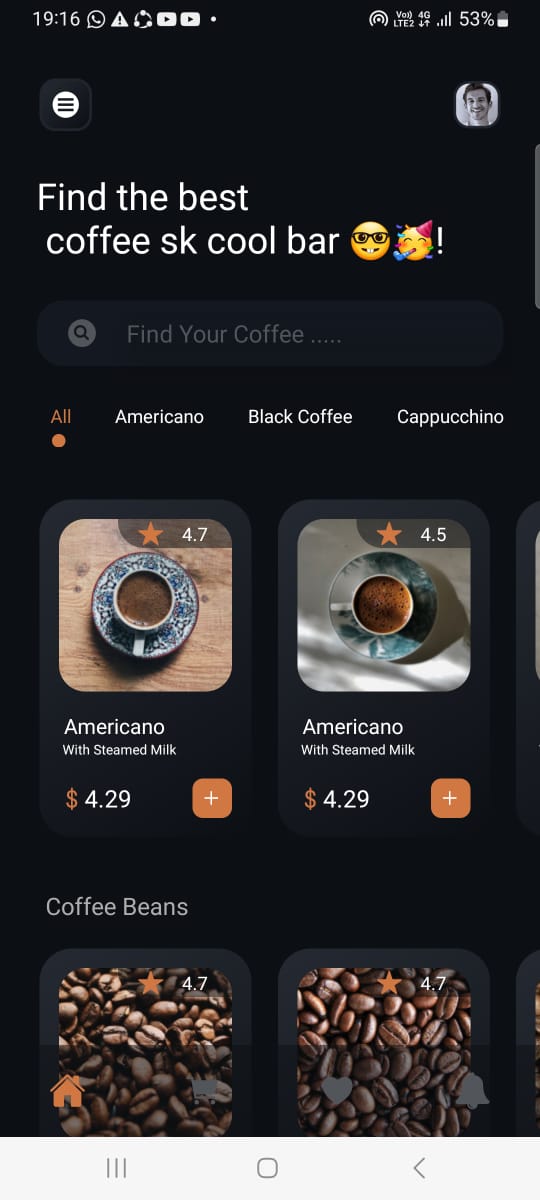 19:16 Vo) LTE2 4G 53%
Find the best
coffee sk cool bar 🤓🥳!
Find Your Coffee .....
All Americano Black Coffee Cappucchino
4.7 4.5
Americano Americano
With Steamed Milk With Steamed Milk
$ 4.29 + $ 4.29 +
Coffee Beans
4.7 4.7